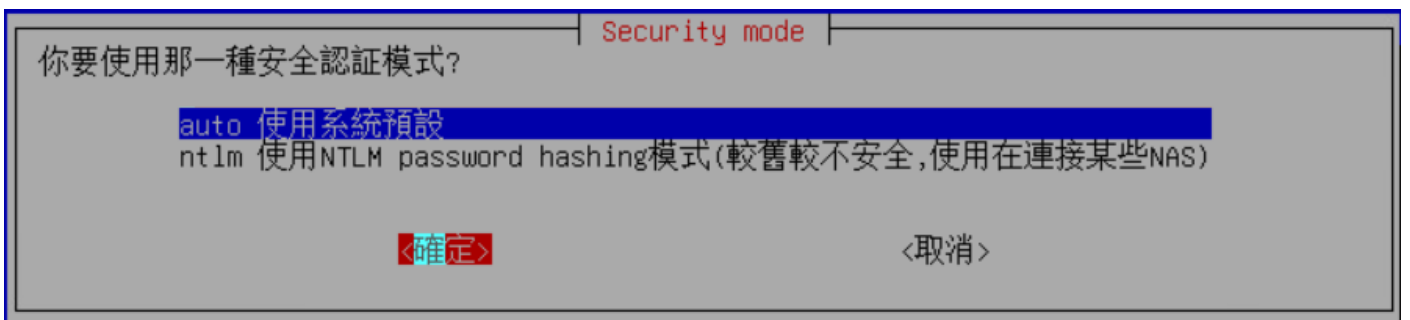 Security mode
你要使用那一種安全認証模式?
auto 使用系統預設
ntlm 使用NTLM password hashing模式(較舊較不安全,使用在連接某些NAS)
<確定> <取消>